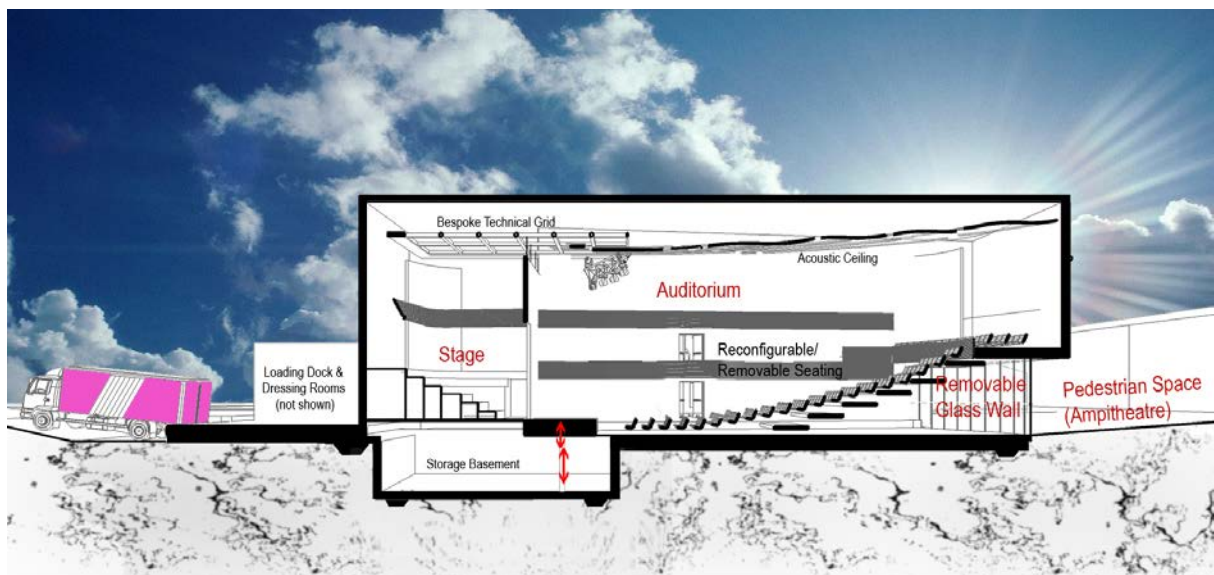 Bespoke Technical Grid
Acoustic Ceiling
Auditorium
Stage
Reconfigurable/
Removable Seating
Loading Dock &
Dressing Rooms
(not shown)
Removable
Glass Wall
Pedestrian Space
(Ampitheatre)
Storage Basement